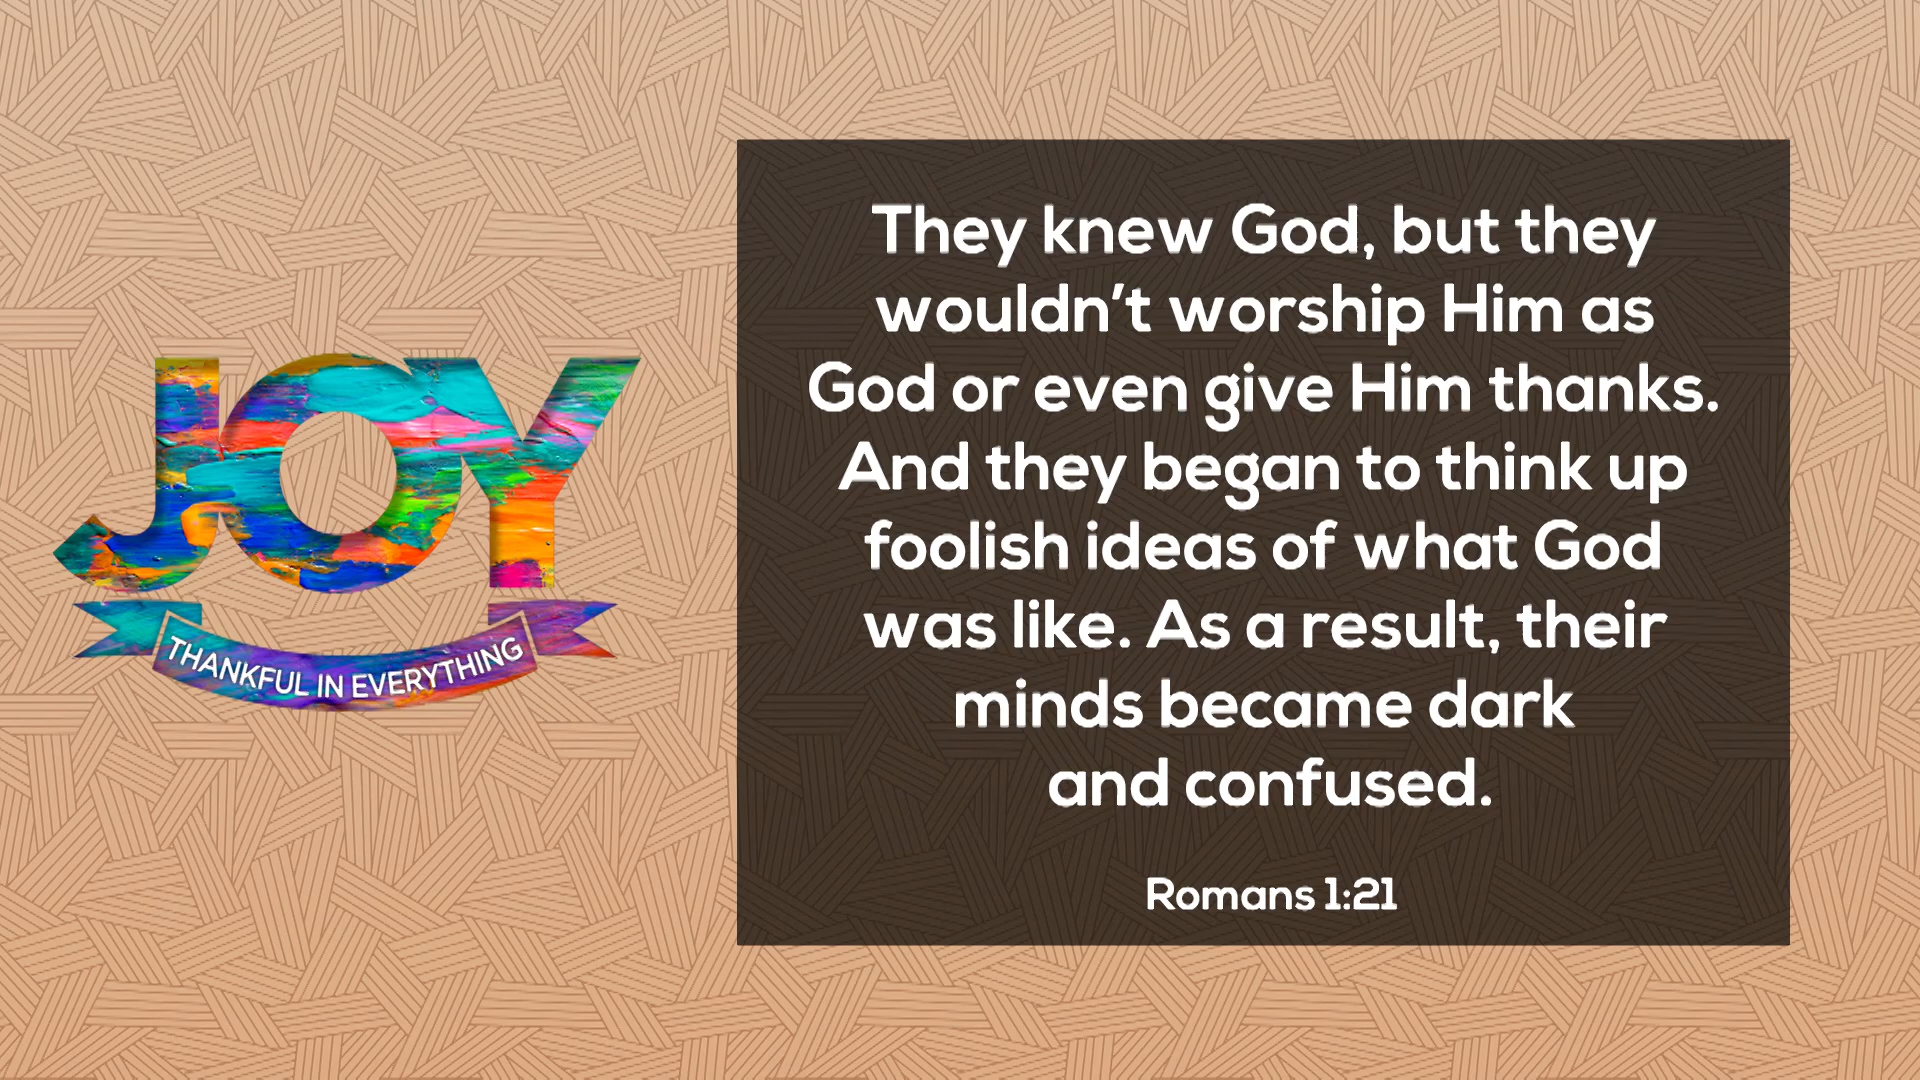 JOY
THANKFUL IN EVERYTHING
They knew God, but they
wouldn’t worship Him as
God or even give Him thanks.
And they began to think up
foolish ideas of what God
was like. As a result, their
minds became dark
and confused.
Romans 1:21